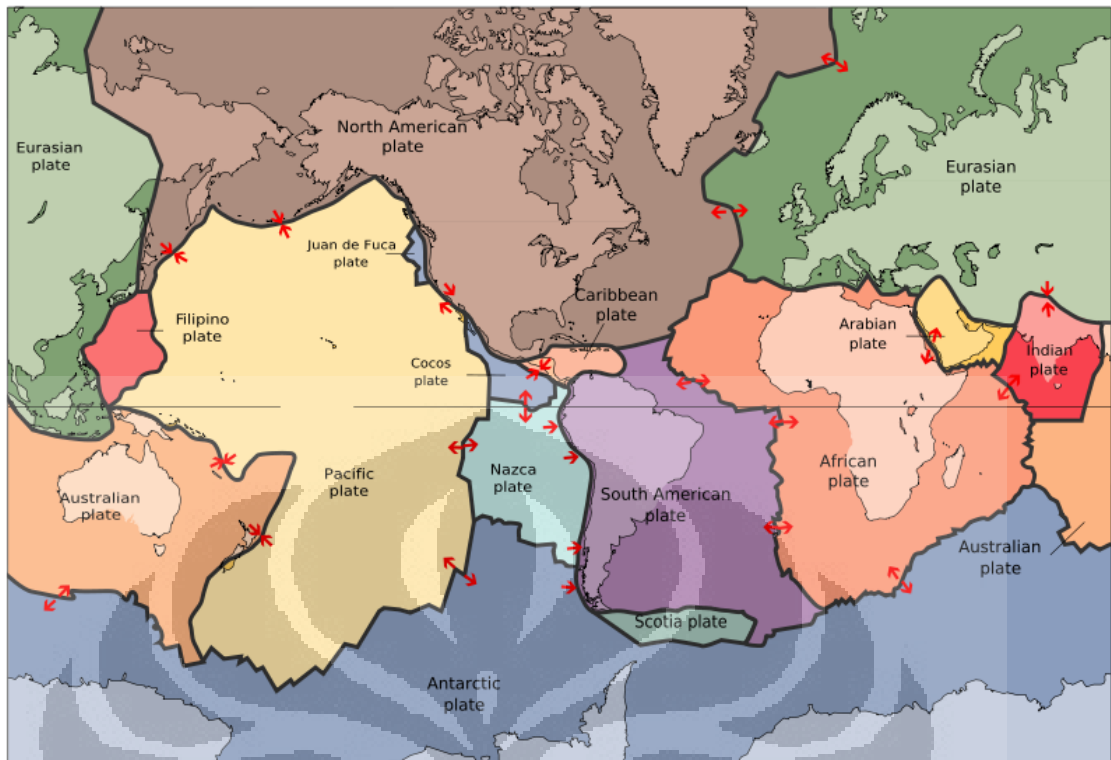 North American
plate
Eurasian
plate
Eurasian
plate
Juan de Fuca
plate
Caribbean
plate
Filipino
plate
Arabian
plate
Indian
plate
Cocos
plate
Pacific
plate
Nazca
plate
African
plate
Australian
plate
South American
plate
Australian
plate
Scotia plate
Antarctic
plate